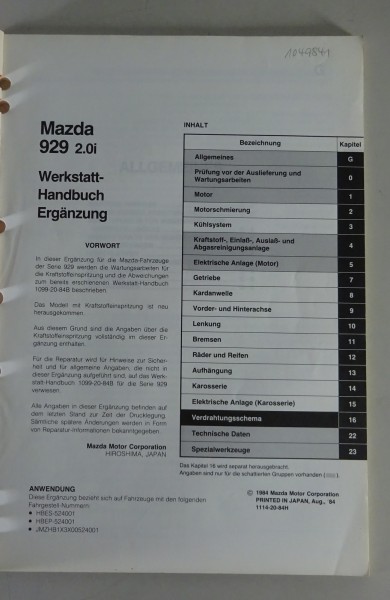 1049841
Mazda
929 2.0i
Werkstatt-
Handbuch
Ergänzung
VORWORT
In dieser Ergänzung für die Mazda-Fahrzeuge
der Serie 929 werden die Wartungsarbeiten für
die Kraftstoffeinspritzung und die Abweichungen
zum bereits erschienenen Werkstatt-Handbuch
1099-20-84B beschrieben.
Das Modell mit Kraftstoffeinspritzung ist neu
herausgekommen.
Aus diesem Grund sind die Angaben über die
Kraftstoffeinspritzung vollständig in dieser Er-
gänzung enthalten.
Für die Reparatur wird für Hinweise zur Sicher-
heit und für allgemeine Angaben, die nicht in
dieser Ergänzung aufgeführt sind, auf das Werk-
statt-Handbuch 1099-20-84B für die Serie 929
verwiesen.
Alle Angaben in dieser Ergänzung befinden auf
dem letzten Stand zur Zeit der Drucklegung.
Sämtliche spätere Änderungen werden in Form
von Reparatur-Informationen bekanntgegeben.
Mazda Motor Corporation
HIROSHIMA, JAPAN
ANWENDUNG
Diese Ergänzung bezieht sich auf Fahrzeuge mit den folgenden
Fahrgestell-Nummern:
• HBES-524001
• HBEP-524001
• JMZHB1X3X00524001
INHALT
Bezeichnung Kapitel
Allgemeines G
Prüfung vor der Auslieferung und
Wartungsarbeiten 0
Motor 1
Motorschmierung 2
Kühlsystem 3
Kraftstoff-, Einlaß-, Auslaß- und
Abgasreinigungsanlage 4
Elektrische Anlage (Motor) 5
Getriebe 7
Kardanwelle 8
Vorder- und Hinterachse 9
Lenkung 10
Bremsen 11
Räder und Reifen 12
Aufhängung 13
Karosserie 14
Elektrische Anlage (Karosserie) 15
Verdrahtungsschema 16
Technische Daten 22
Spezialwerkzeuge 23
Das Kapitel 16 wird separat herausgebracht.
Angaben sind nur für die schattierten Gruppen vorhanden [ ].
© 1984 Mazda Motor Corporation
PRINTED IN JAPAN, Aug., '84
1114-20-84H